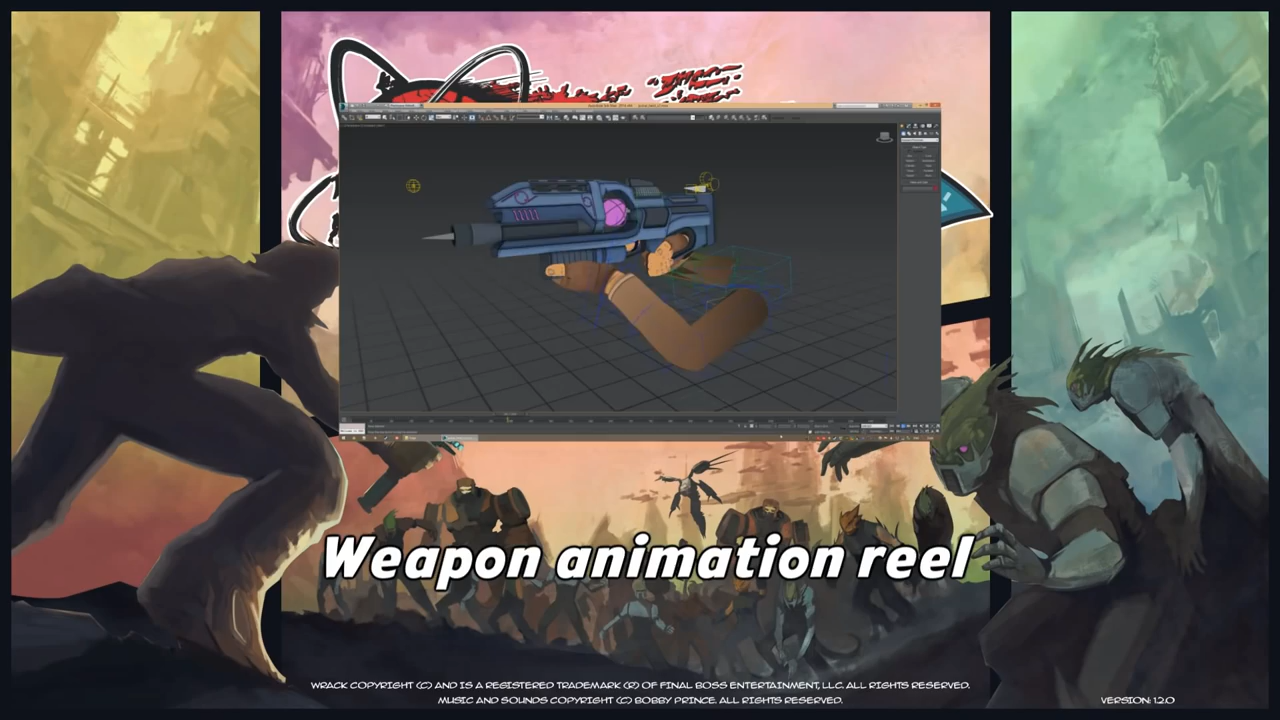 Weapon animation reel
WRACK COPYRIGHT (C) AND IS A REGISTERED TRADEMARK (R) OF FINAL BOSS ENTERTAINMENT, LLC. ALL RIGHTS RESERVED.
MUSIC AND SOUNDS COPYRIGHT (C) BOBBY PRINCE. ALL RIGHTS RESERVED.
VERSION: 1.2.0